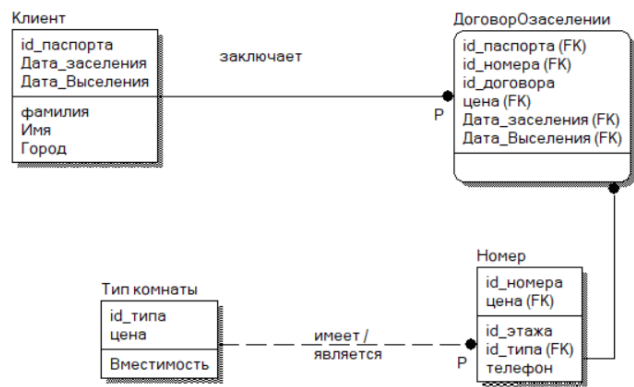 Клиент
id_паспорта
Дата_заселения
Дата_Выселения
фамилия
Имя
Город
заключает
P
ДоговорОзаселении
id_паспорта (FK)
id_номера (FK)
id_договора
цена (FK)
Дата_заселения (FK)
Дата_Выселения (FK)
Тип комнаты
id_типа
цена
Вместимость
имеет /
является
P
Номер
id_номера
цена (FK)
id_этажа
id_типа (FK)
телефон